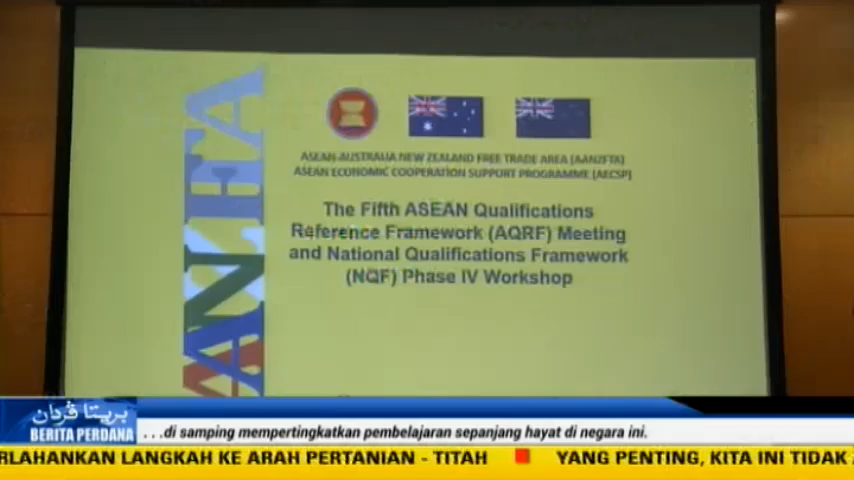 AANZFA
ASEAN-AUSTRALIA NEW ZEALAND FREE TRADE AREA (AANZFTA)
ASEAN ECONOMIC COOPERATION SUPPORT PROGRAMME (AECSP)
The Fifth ASEAN Qualifications
Reference Framework (AQRF) Meeting
and National Qualifications Framework
(NQF) Phase IV Workshop
بريتا ڤردان
BERITA PERDANA
. . .di samping mempertingkatkan pembelajaran sepanjang hayat di negara ini.
RLAHANKAN LANGKAH KE ARAH PERTANIAN - TITAH
YANG PENTING, KITA INI TIDAK